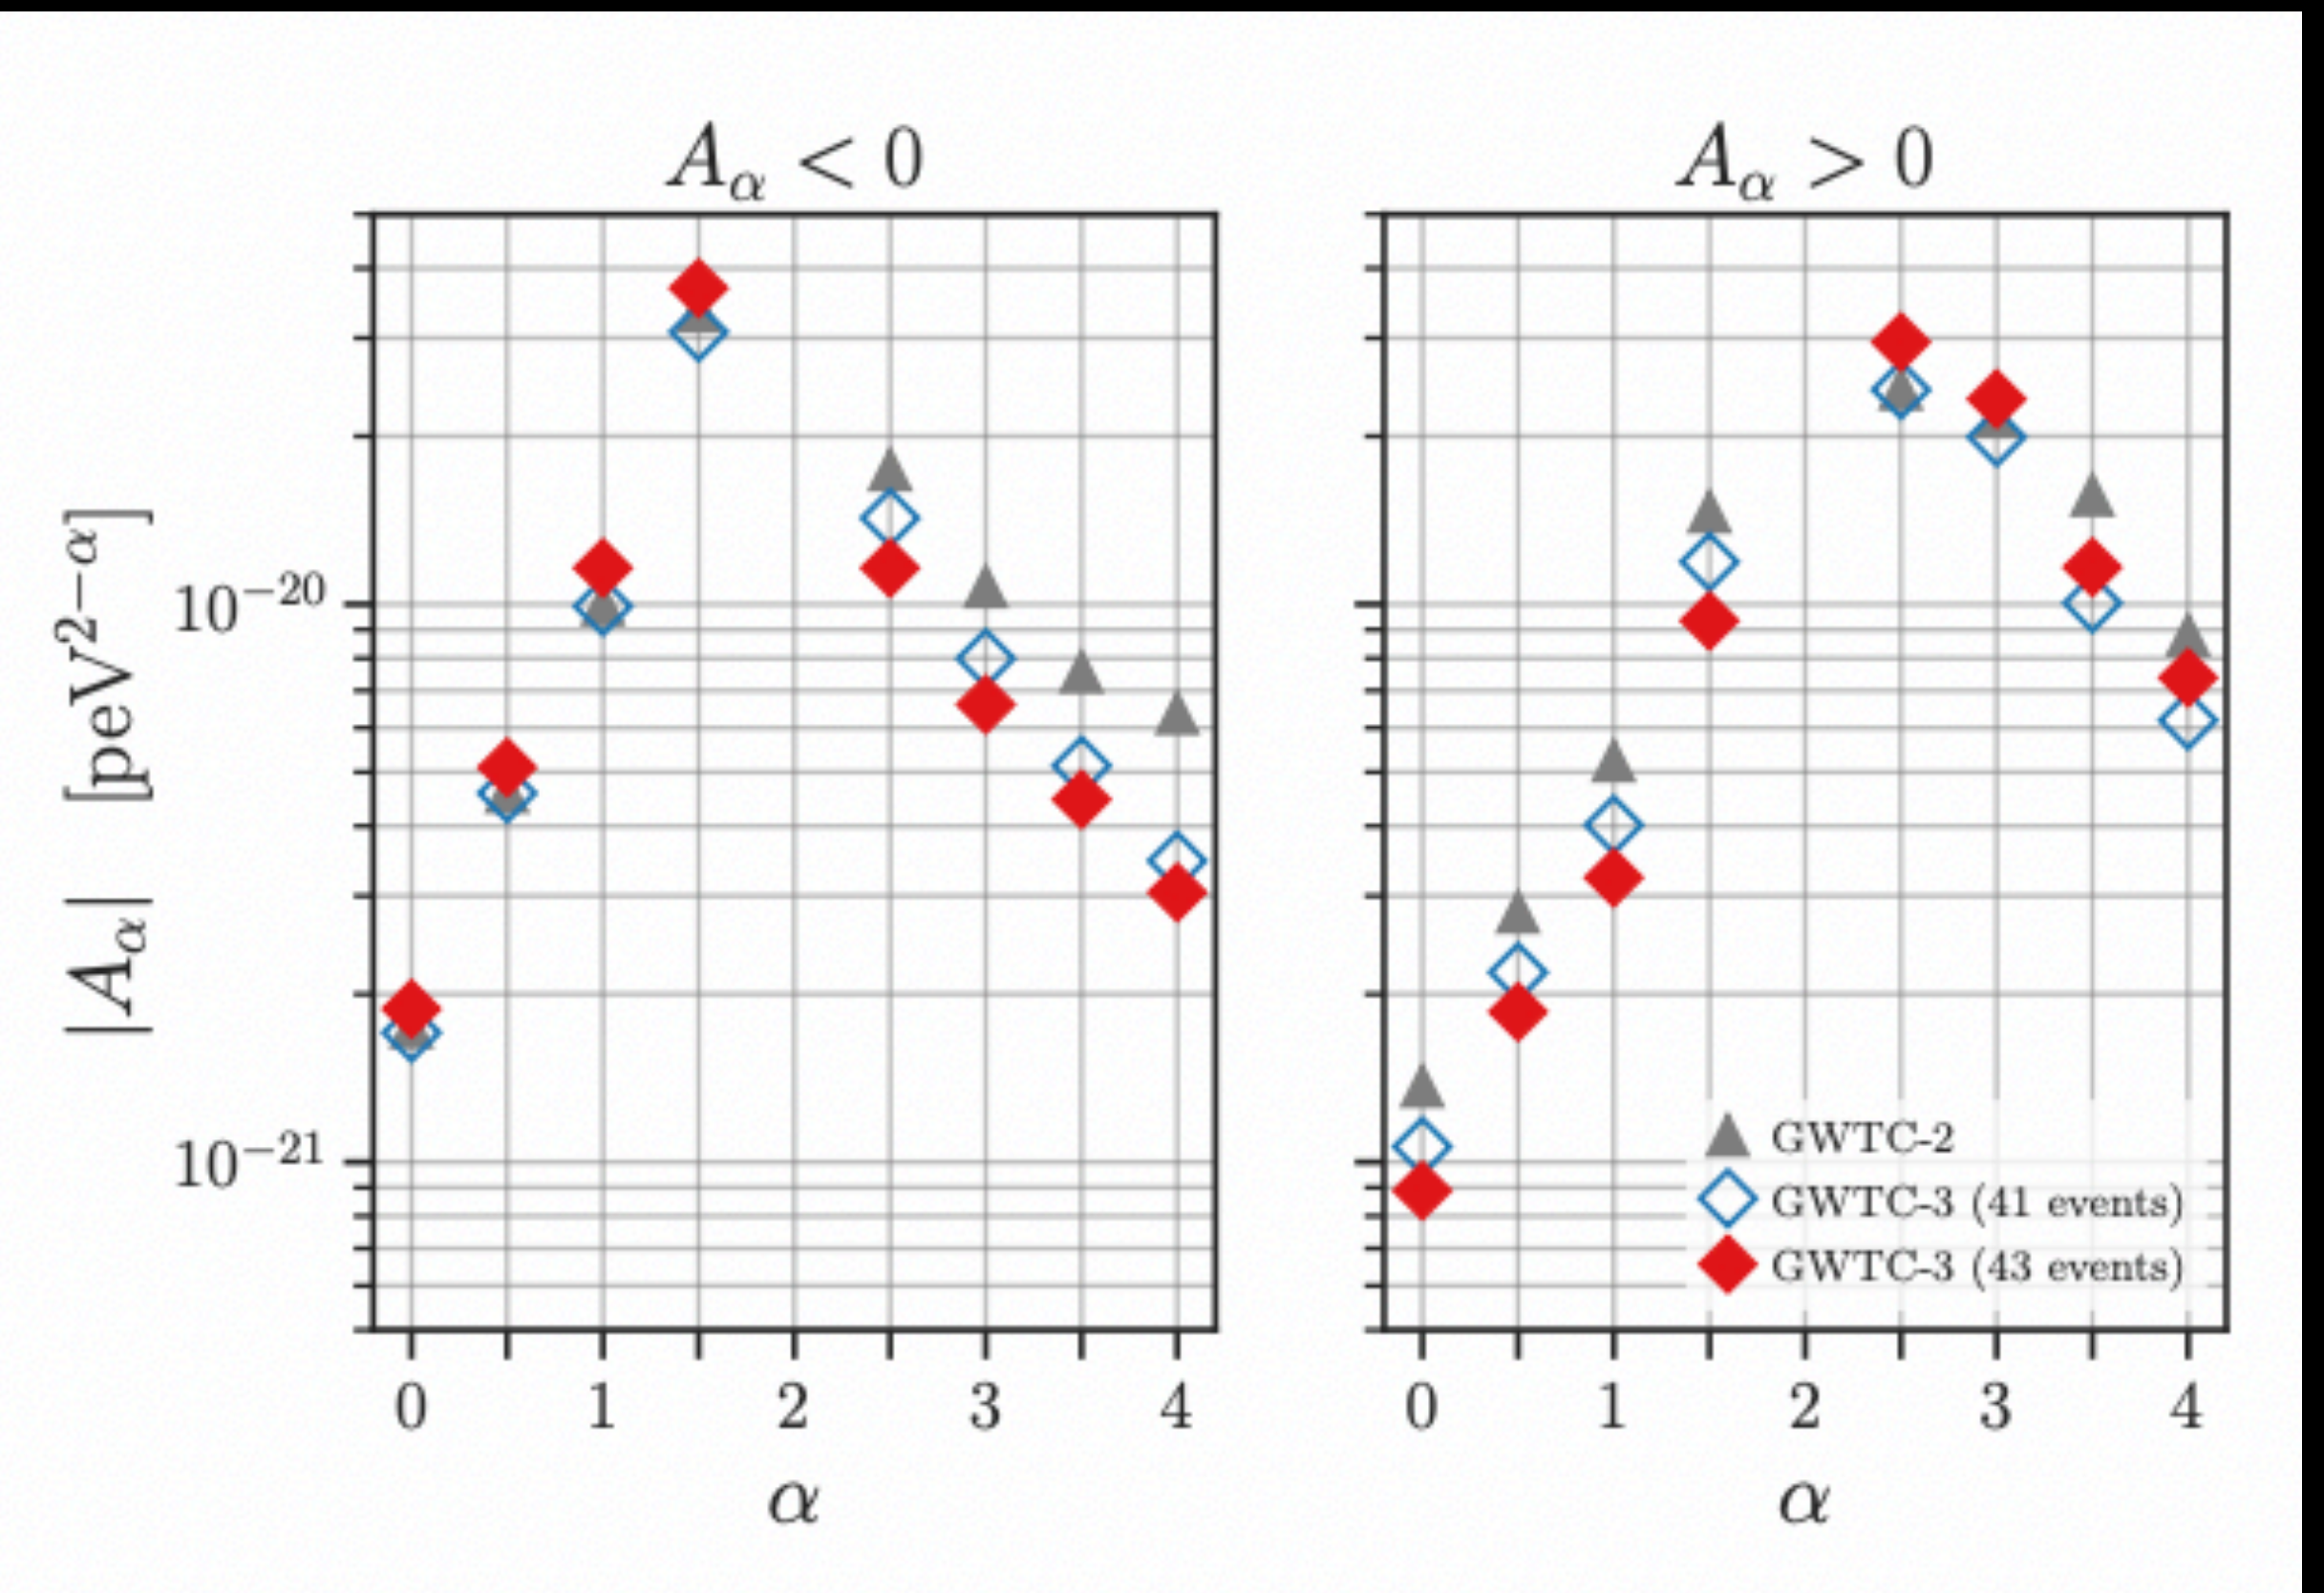 A_α < 0
A_α > 0
|A_α| [peV^{2−α}]
10^{−20}
10^{−21}
0 1 2 3 4
0 1 2 3 4
α
α
GWTC-2
GWTC-3 (41 events)
GWTC-3 (43 events)